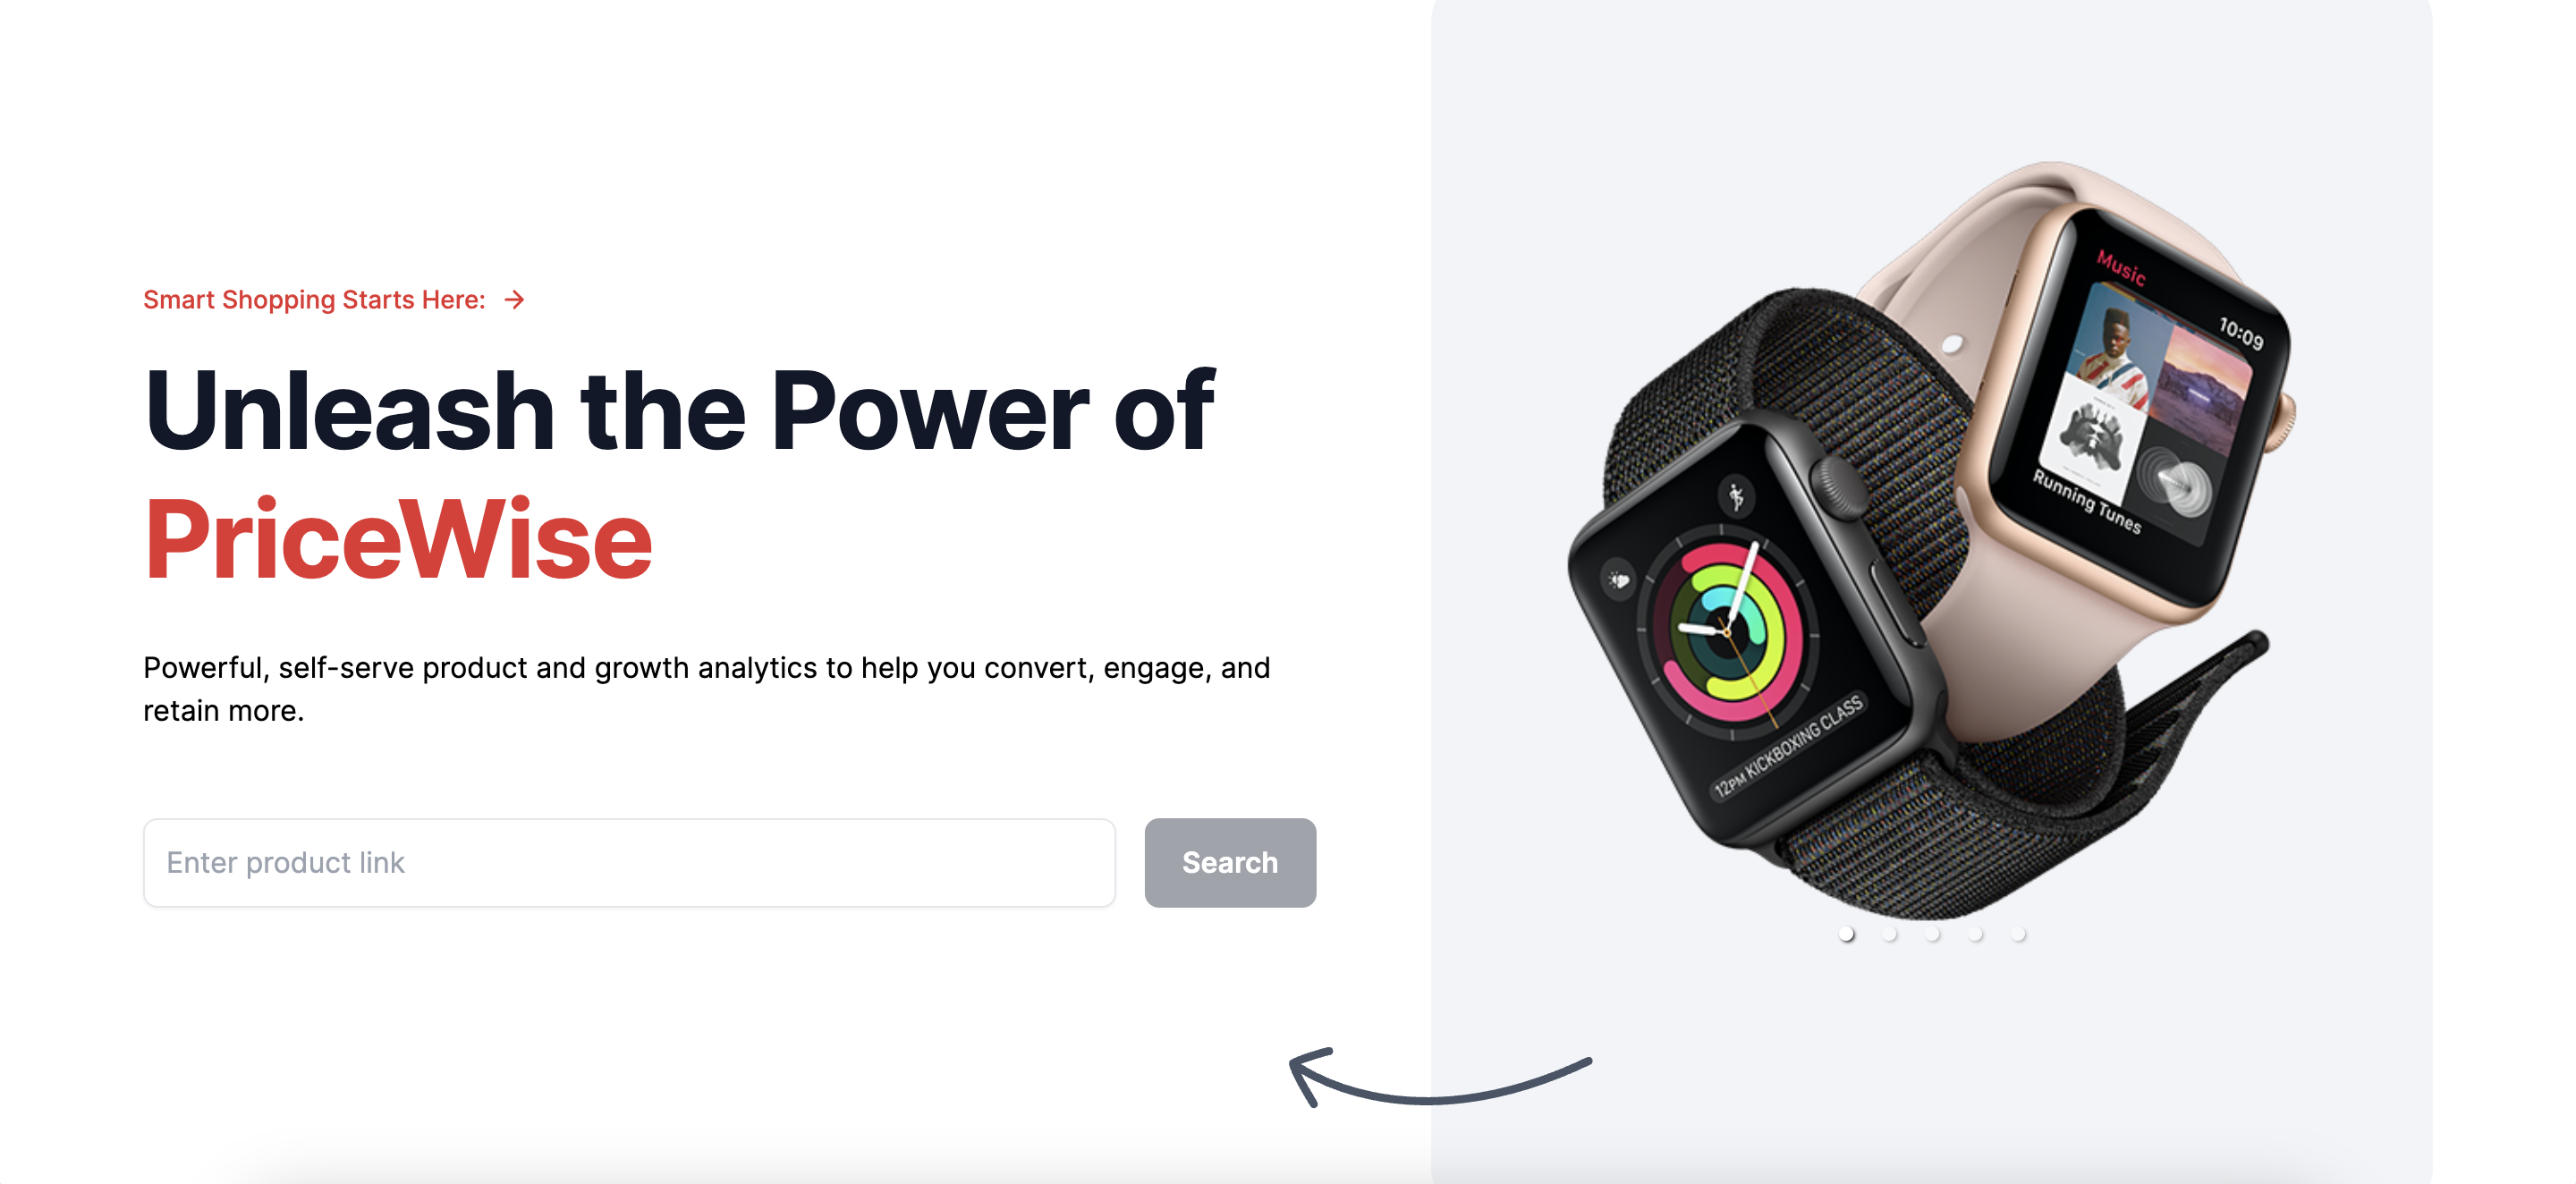 Smart Shopping Starts Here:
Unleash the Power of
PriceWise
Powerful, self-serve product and growth analytics to help you convert, engage, and
retain more.
Enter product link
Search
Music
10:09
Running Tunes
12PM KICKBOXING CLASS